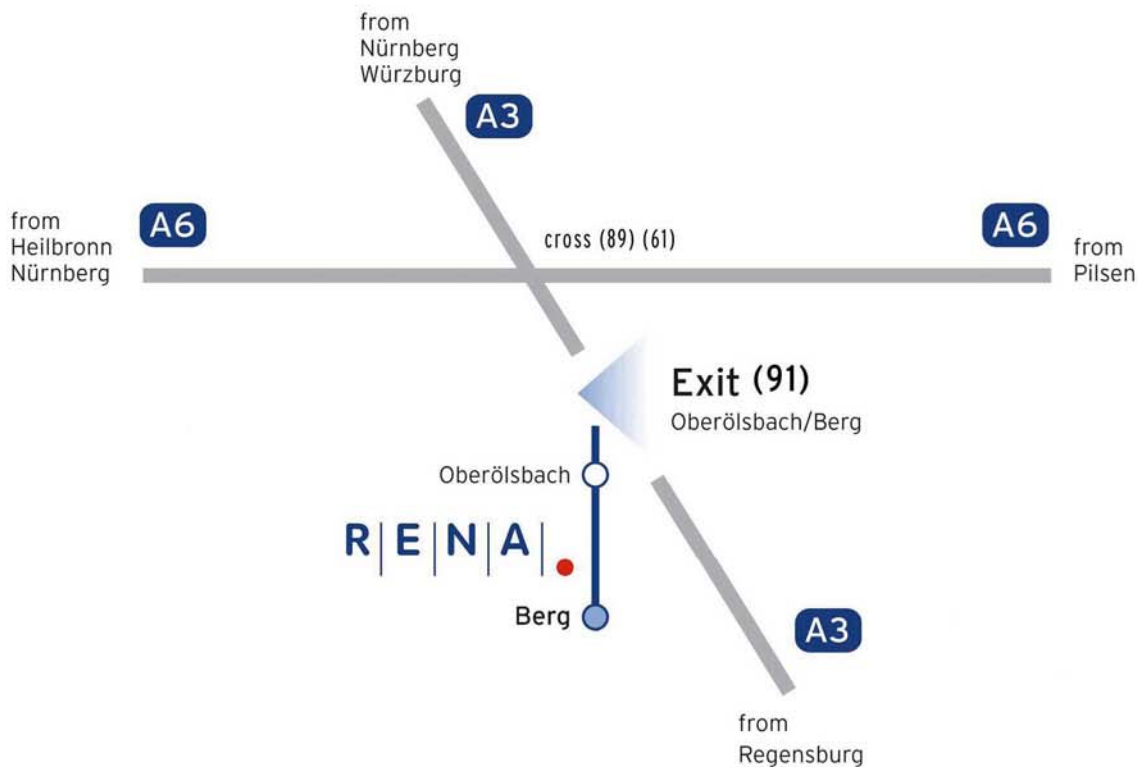 from
Nürnberg
Würzburg
A3
from
Heilbronn
Nürnberg
A6
cross (89) (61)
A6
from
Pilsen
Exit (91)
Oberölsbach/Berg
Oberölsbach
R|E|N|A|.
Berg
A3
from
Regensburg